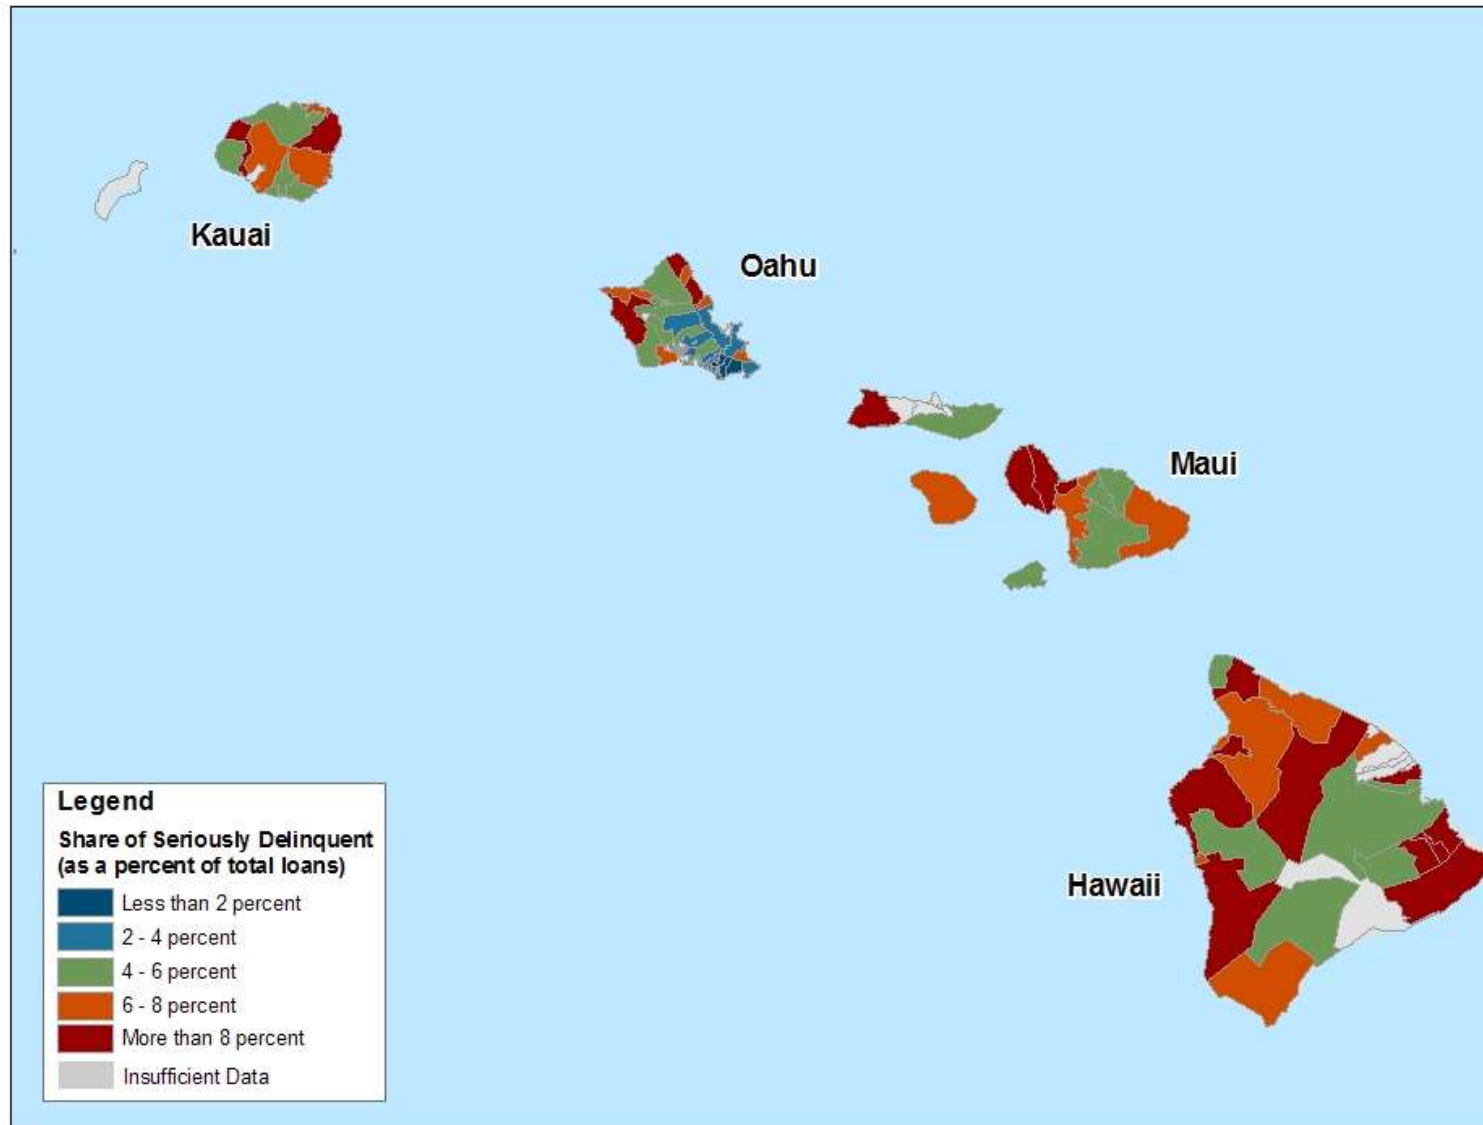 Kauai
Oahu
Maui
Hawaii
Legend
Share of Seriously Delinquent
(as a percent of total loans)
Less than 2 percent
2 - 4 percent
4 - 6 percent
6 - 8 percent
More than 8 percent
Insufficient Data